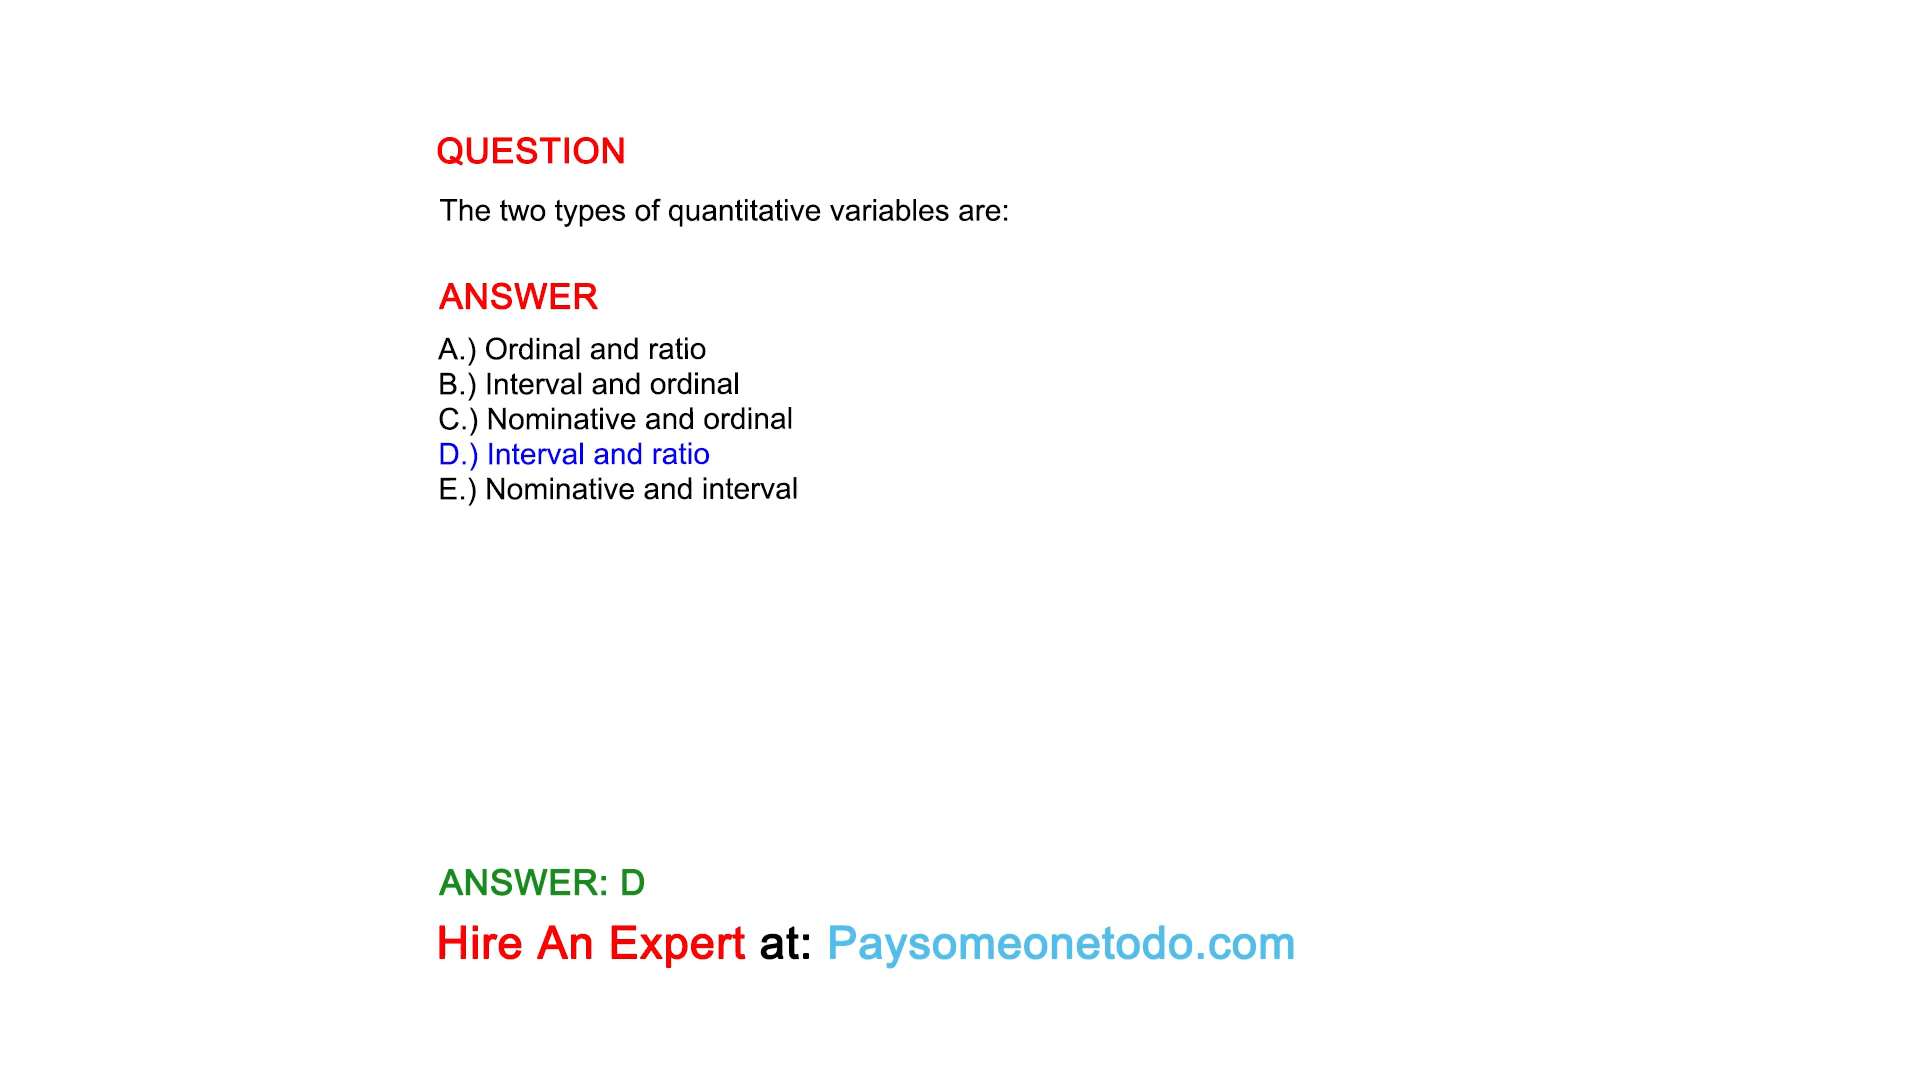 QUESTION
The two types of quantitative variables are:
ANSWER
A.) Ordinal and ratio
B.) Interval and ordinal
C.) Nominative and ordinal
D.) Interval and ratio
E.) Nominative and interval
ANSWER: D
Hire An Expert at: Paysomeonetodo.com